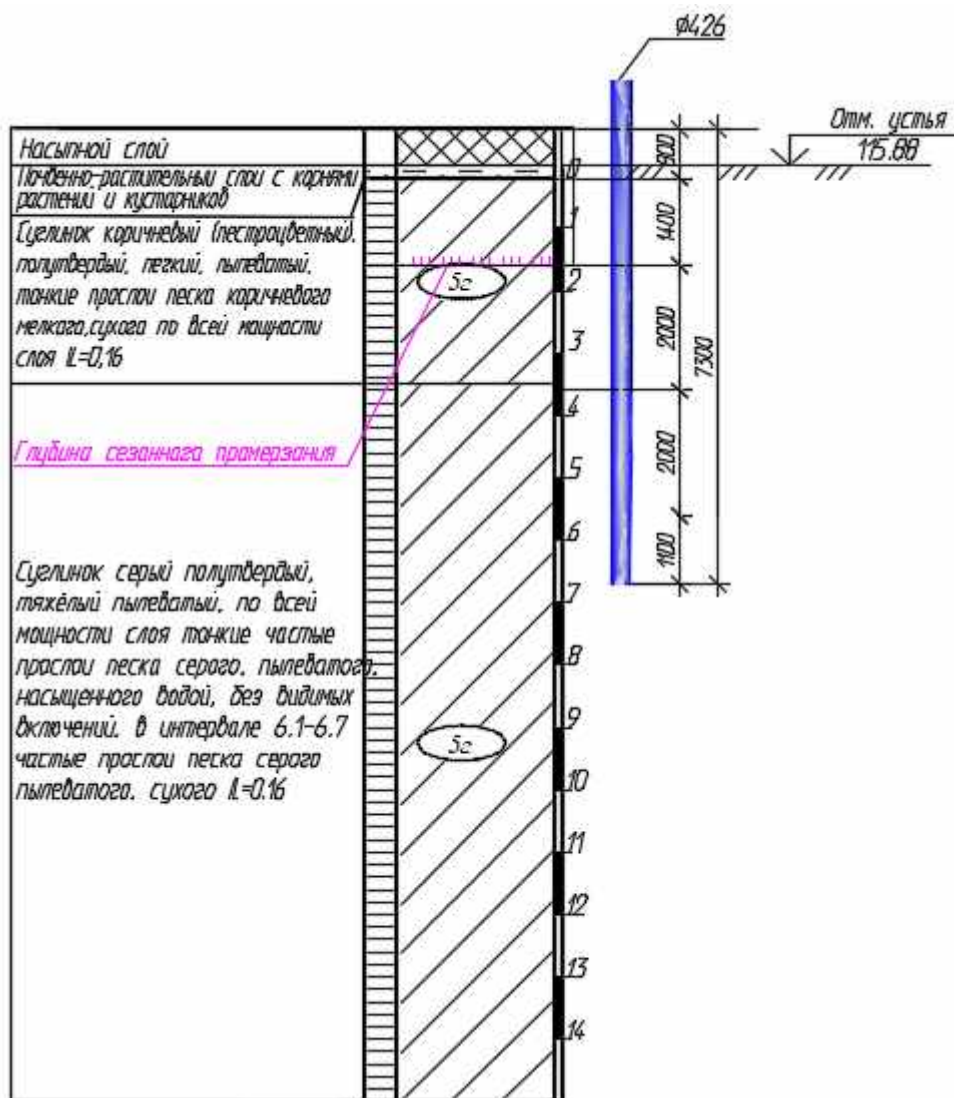 ø426
Отм. устья
115.88
Насыпной слой
Почвенно-растительный слой с корнями
растений и кустарников
Суглинок коричневый (пестроцветный).
полутвердый, легкий, пылеватый,
тонкие прослои песка коричневого
мелкого,сухого по всей мощности
слоя IL=0,16
Глубина сезонного промерзания
Суглинок серый полутвердый,
тяжёлый пылеватый, по всей
мощности слоя тонкие частые
прослои песка серого, пылеватого,
насыщенного водой, без видимых
включений. в интервале 6.1-6.7
частые прослои песка серого
пылеватого. сухого IL=0.16
5г
5г
0
1
2
3
4
5
6
7
8
9
10
11
12
13
14
1400
2000
2000
1100
7300